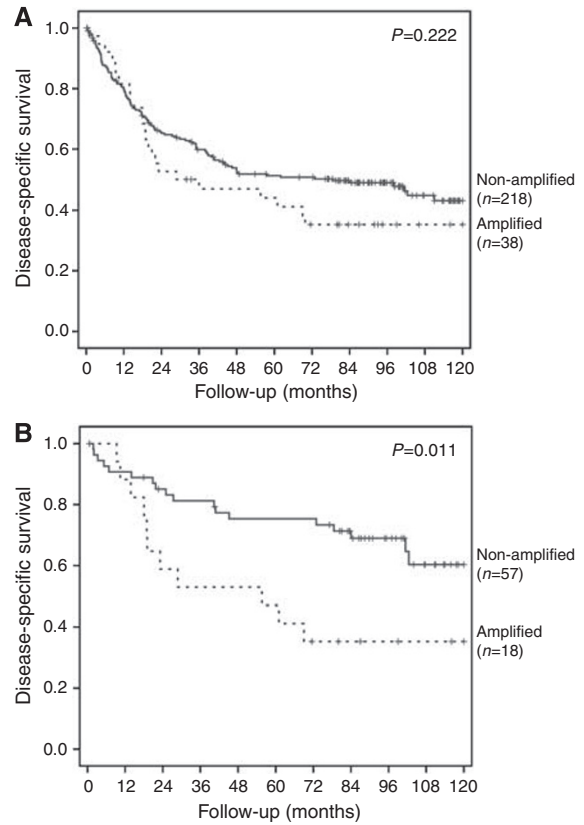 A
P=0.222
Disease-specific survival
1.0
0.8
0.6
0.4
0.2
0.0
Non-amplified
(n=218)
Amplified
(n=38)
0 12 24 36 48 60 72 84 96 108 120
Follow-up (months)
B
P=0.011
Disease-specific survival
1.0
0.8
0.6
0.4
0.2
0.0
Non-amplified
(n=57)
Amplified
(n=18)
0 12 24 36 48 60 72 84 96 108 120
Follow-up (months)